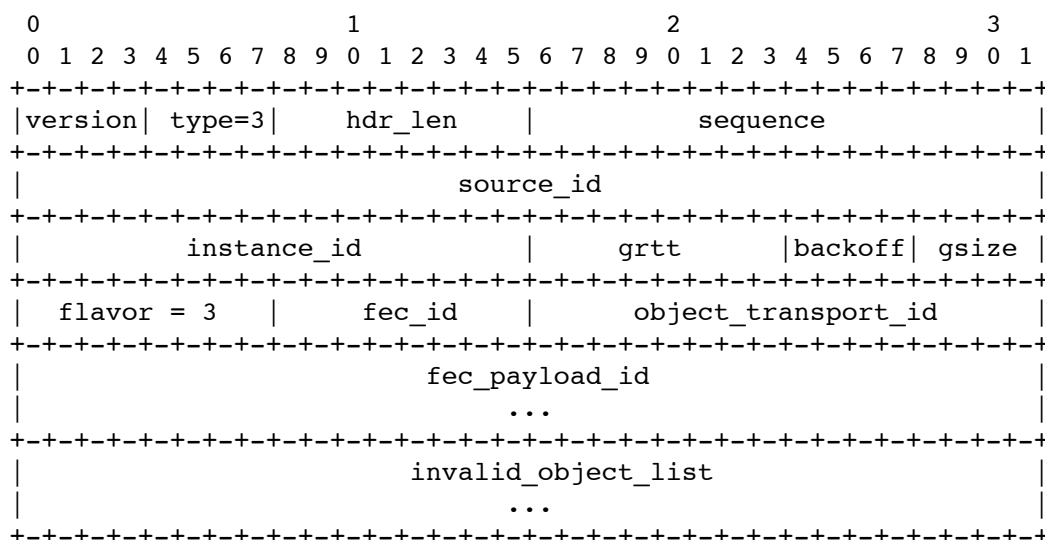 0                   1                   2                   3
 0 1 2 3 4 5 6 7 8 9 0 1 2 3 4 5 6 7 8 9 0 1 2 3 4 5 6 7 8 9 0 1
+-+-+-+-+-+-+-+-+-+-+-+-+-+-+-+-+-+-+-+-+-+-+-+-+-+-+-+-+-+-+-+-+
|version| type=3|    hdr_len    |          sequence             |
+-+-+-+-+-+-+-+-+-+-+-+-+-+-+-+-+-+-+-+-+-+-+-+-+-+-+-+-+-+-+-+-+
|                           source_id                           |
+-+-+-+-+-+-+-+-+-+-+-+-+-+-+-+-+-+-+-+-+-+-+-+-+-+-+-+-+-+-+-+-+
|          instance_id          |     grtt      |backoff| gsize |
+-+-+-+-+-+-+-+-+-+-+-+-+-+-+-+-+-+-+-+-+-+-+-+-+-+-+-+-+-+-+-+-+
|  flavor = 3   |     fec_id    |      object_transport_id      |
+-+-+-+-+-+-+-+-+-+-+-+-+-+-+-+-+-+-+-+-+-+-+-+-+-+-+-+-+-+-+-+-+
|                         fec_payload_id                        |
|                              ...                              |
+-+-+-+-+-+-+-+-+-+-+-+-+-+-+-+-+-+-+-+-+-+-+-+-+-+-+-+-+-+-+-+-+
|                        invalid_object_list                    |
|                              ...                              |
+-+-+-+-+-+-+-+-+-+-+-+-+-+-+-+-+-+-+-+-+-+-+-+-+-+-+-+-+-+-+-+-+